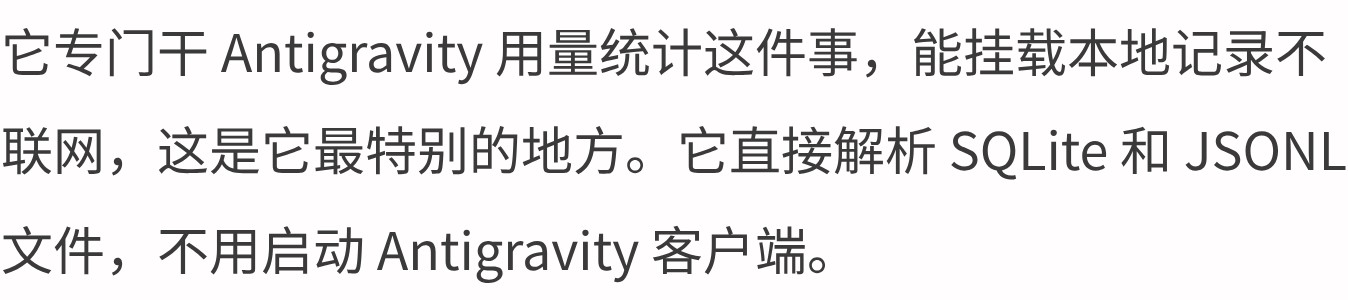 它专门干 Antigravity 用量统计这件事，能挂载本地记录不
联网，这是它最特别的地方。它直接解析 SQLite 和 JSONL
文件，不用启动 Antigravity 客户端。